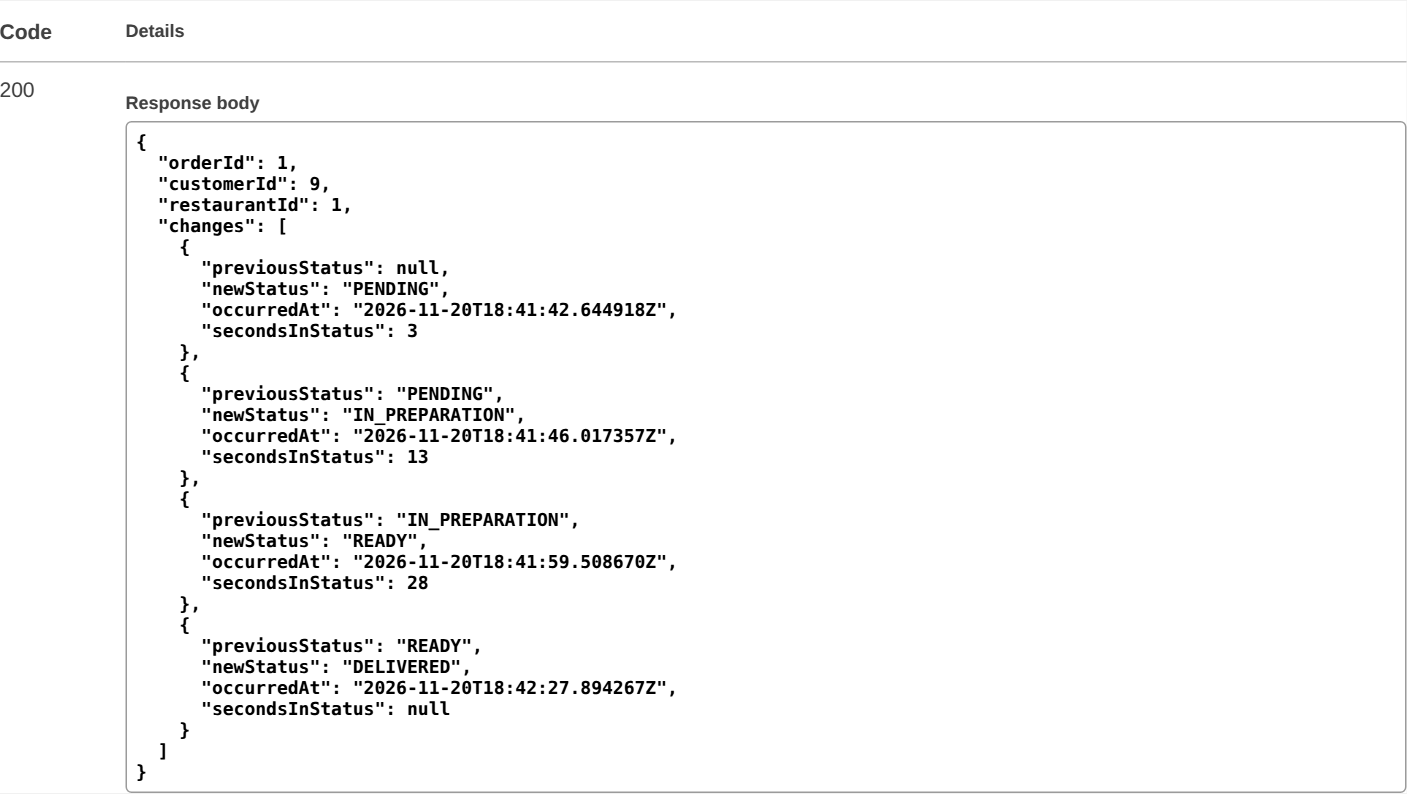 Code Details
200
Response body
{
  "orderId": 1,
  "customerId": 9,
  "restaurantId": 1,
  "changes": [
    {
      "previousStatus": null,
      "newStatus": "PENDING",
      "occurredAt": "2026-11-20T18:41:42.644918Z",
      "secondsInStatus": 3
    },
    {
      "previousStatus": "PENDING",
      "newStatus": "IN_PREPARATION",
      "occurredAt": "2026-11-20T18:41:46.017357Z",
      "secondsInStatus": 13
    },
    {
      "previousStatus": "IN_PREPARATION",
      "newStatus": "READY",
      "occurredAt": "2026-11-20T18:41:59.508670Z",
      "secondsInStatus": 28
    },
    {
      "previousStatus": "READY",
      "newStatus": "DELIVERED",
      "occurredAt": "2026-11-20T18:42:27.894267Z",
      "secondsInStatus": null
    }
  ]
}